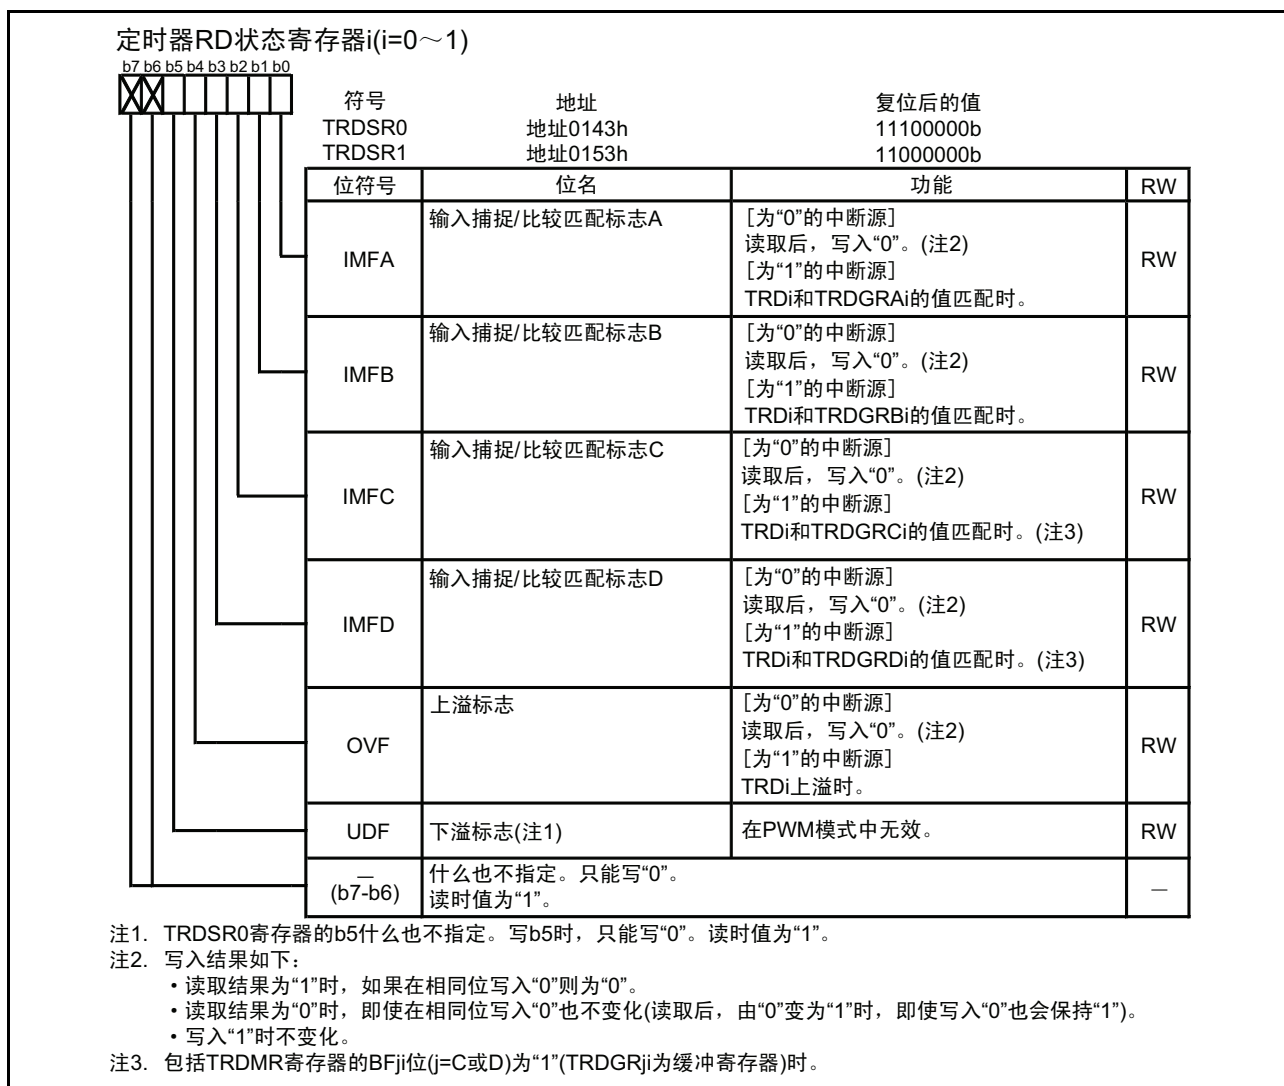 定时器RD状态寄存器i(i=0～1)
b7 b6 b5 b4 b3 b2 b1 b0
符号 地址 复位后的值
TRDSR0 地址0143h 11100000b
TRDSR1 地址0153h 11000000b
位符号 位名 功能 RW
IMFA 输入捕捉/比较匹配标志A [为“0”的中断源]
读取后，写入“0”。(注2)
[为“1”的中断源]
TRDi和TRDGRAi的值匹配时。 RW
IMFB 输入捕捉/比较匹配标志B [为“0”的中断源]
读取后，写入“0”。(注2)
[为“1”的中断源]
TRDi和TRDGRBi的值匹配时。 RW
IMFC 输入捕捉/比较匹配标志C [为“0”的中断源]
读取后，写入“0”。(注2)
[为“1”的中断源]
TRDi和TRDGRCi的值匹配时。(注3) RW
IMFD 输入捕捉/比较匹配标志D [为“0”的中断源]
读取后，写入“0”。(注2)
[为“1”的中断源]
TRDi和TRDGRDi的值匹配时。(注3) RW
OVF 上溢标志 [为“0”的中断源]
读取后，写入“0”。(注2)
[为“1”的中断源]
TRDi上溢时。 RW
UDF 下溢标志(注1) 在PWM模式中无效。 RW
— 什么也不指定。只能写“0”。
(b7-b6) 读时值为“1”。 —
注1. TRDSR0寄存器的b5什么也不指定。写b5时，只能写“0”。读时值为“1”。
注2. 写入结果如下：
・读取结果为“1”时，如果在相同位写入“0”则为“0”。
・读取结果为“0”时，即使在相同位写入“0”也不变化(读取后，由“0”变为“1”时，即使写入“0”也会保持“1”)。
・写入“1”时不变化。
注3. 包括TRDMR寄存器的BFji位(j=C或D)为“1”(TRDGRji为缓冲寄存器)时。